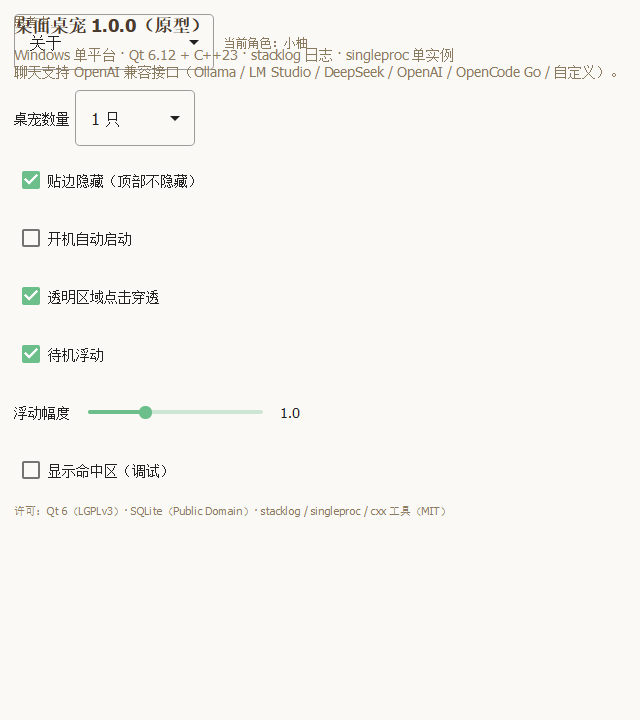 桌面桌宠 1.0.0（原型）
关于
当前角色：小柚
Windows 单平台 · Qt 6.12 + C++23 · stacklog 日志 · singleproc 单实例
聊天支持 OpenAI 兼容接口（Ollama / LM Studio / DeepSeek / OpenAI / OpenCode Go / 自定义）。
桌宠数量 1 只
贴边隐藏（顶部不隐藏）
开机自动启动
透明区域点击穿透
待机浮动
浮动幅度 1.0
显示命中区（调试）
许可：Qt 6（LGPLv3）· SQLite（Public Domain）· stacklog / singleproc / cxx 工具（MIT）